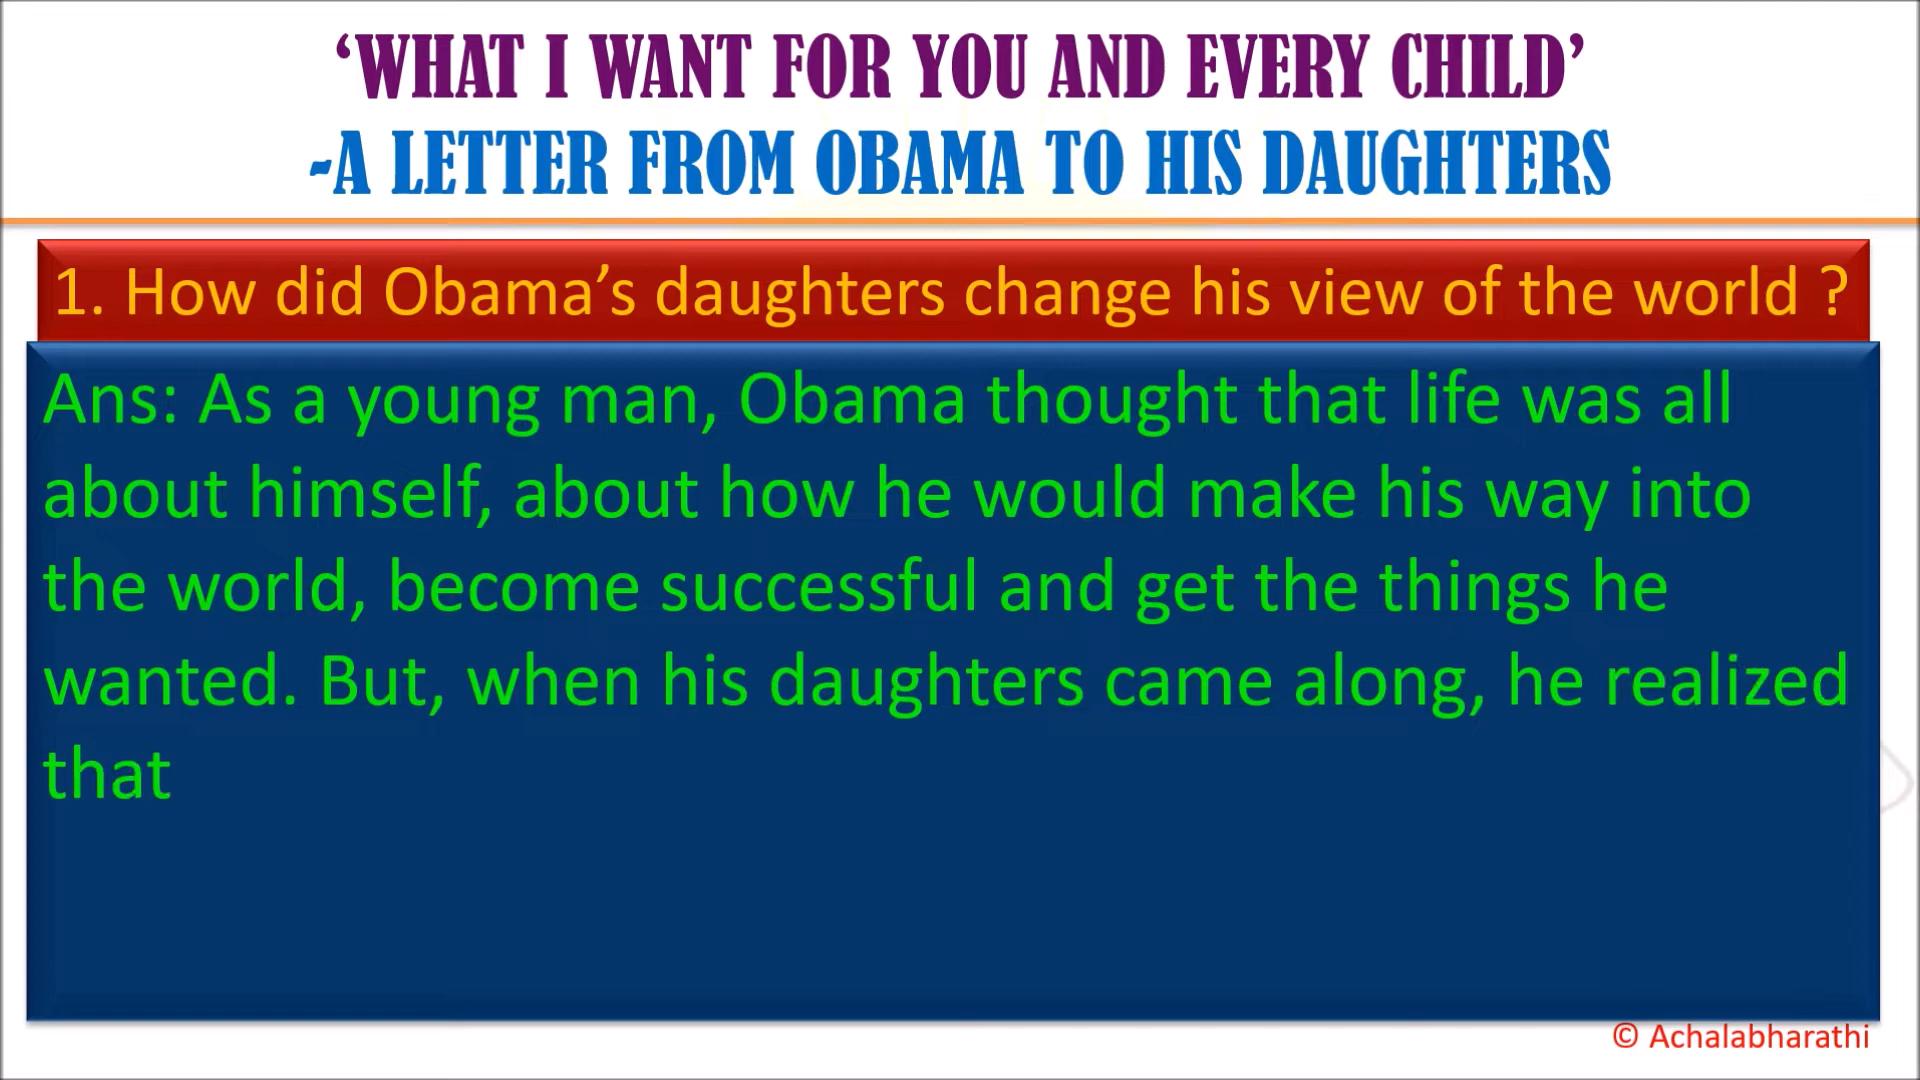 ‘WHAT I WANT FOR YOU AND EVERY CHILD’
-A LETTER FROM OBAMA TO HIS DAUGHTERS
1. How did Obama’s daughters change his view of the world ?
Ans: As a young man, Obama thought that life was all
about himself, about how he would make his way into
the world, become successful and get the things he
wanted. But, when his daughters came along, he realized
that
© Achalabharathi